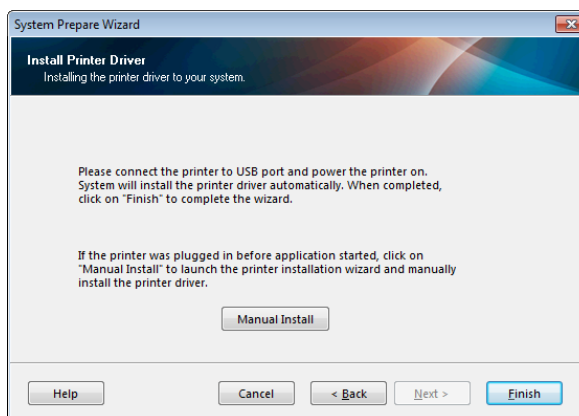 System Prepare Wizard
Install Printer Driver
Installing the printer driver to your system.
Please connect the printer to USB port and power the printer on.
System will install the printer driver automatically. When completed,
click on "Finish" to complete the wizard.
If the printer was plugged in before application started, click on
"Manual Install" to launch the printer installation wizard and manually
install the printer driver.
Manual Install
Help Cancel < Back Next > Finish